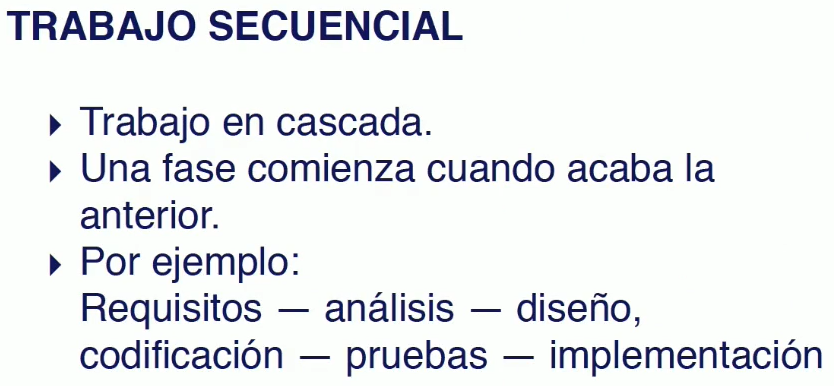 TRABAJO SECUENCIAL
‣ Trabajo en cascada.
‣ Una fase comienza cuando acaba la
anterior.
‣ Por ejemplo:
Requisitos — análisis — diseño,
codificación — pruebas — implementación